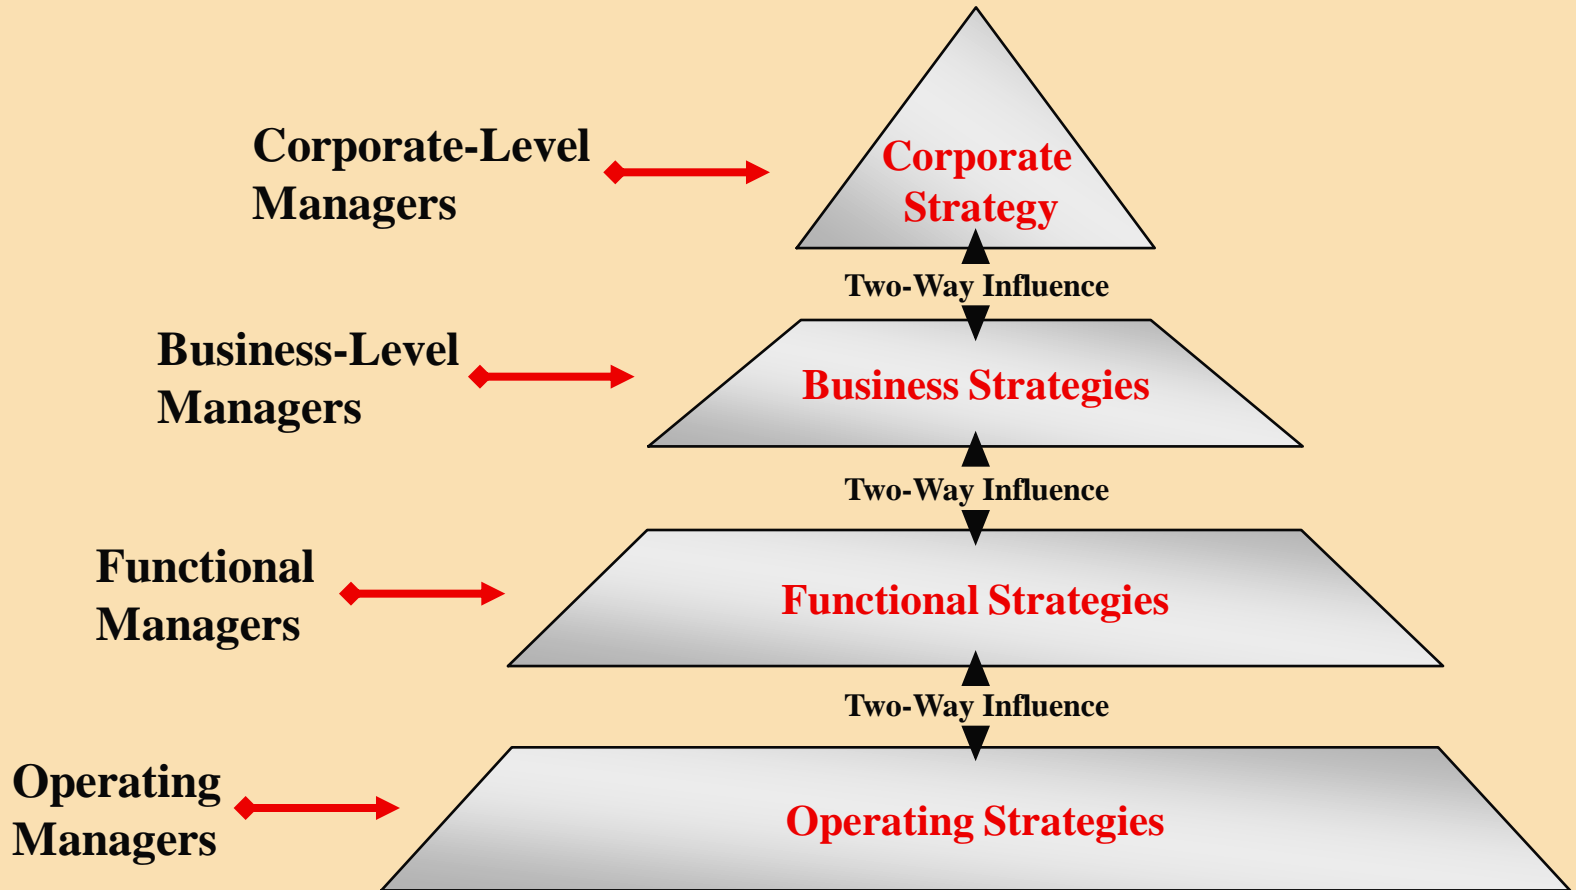 Corporate-Level
Managers
Corporate
Strategy
Two-Way Influence
Business-Level
Managers
Business Strategies
Two-Way Influence
Functional
Managers
Functional Strategies
Two-Way Influence
Operating
Managers
Operating Strategies